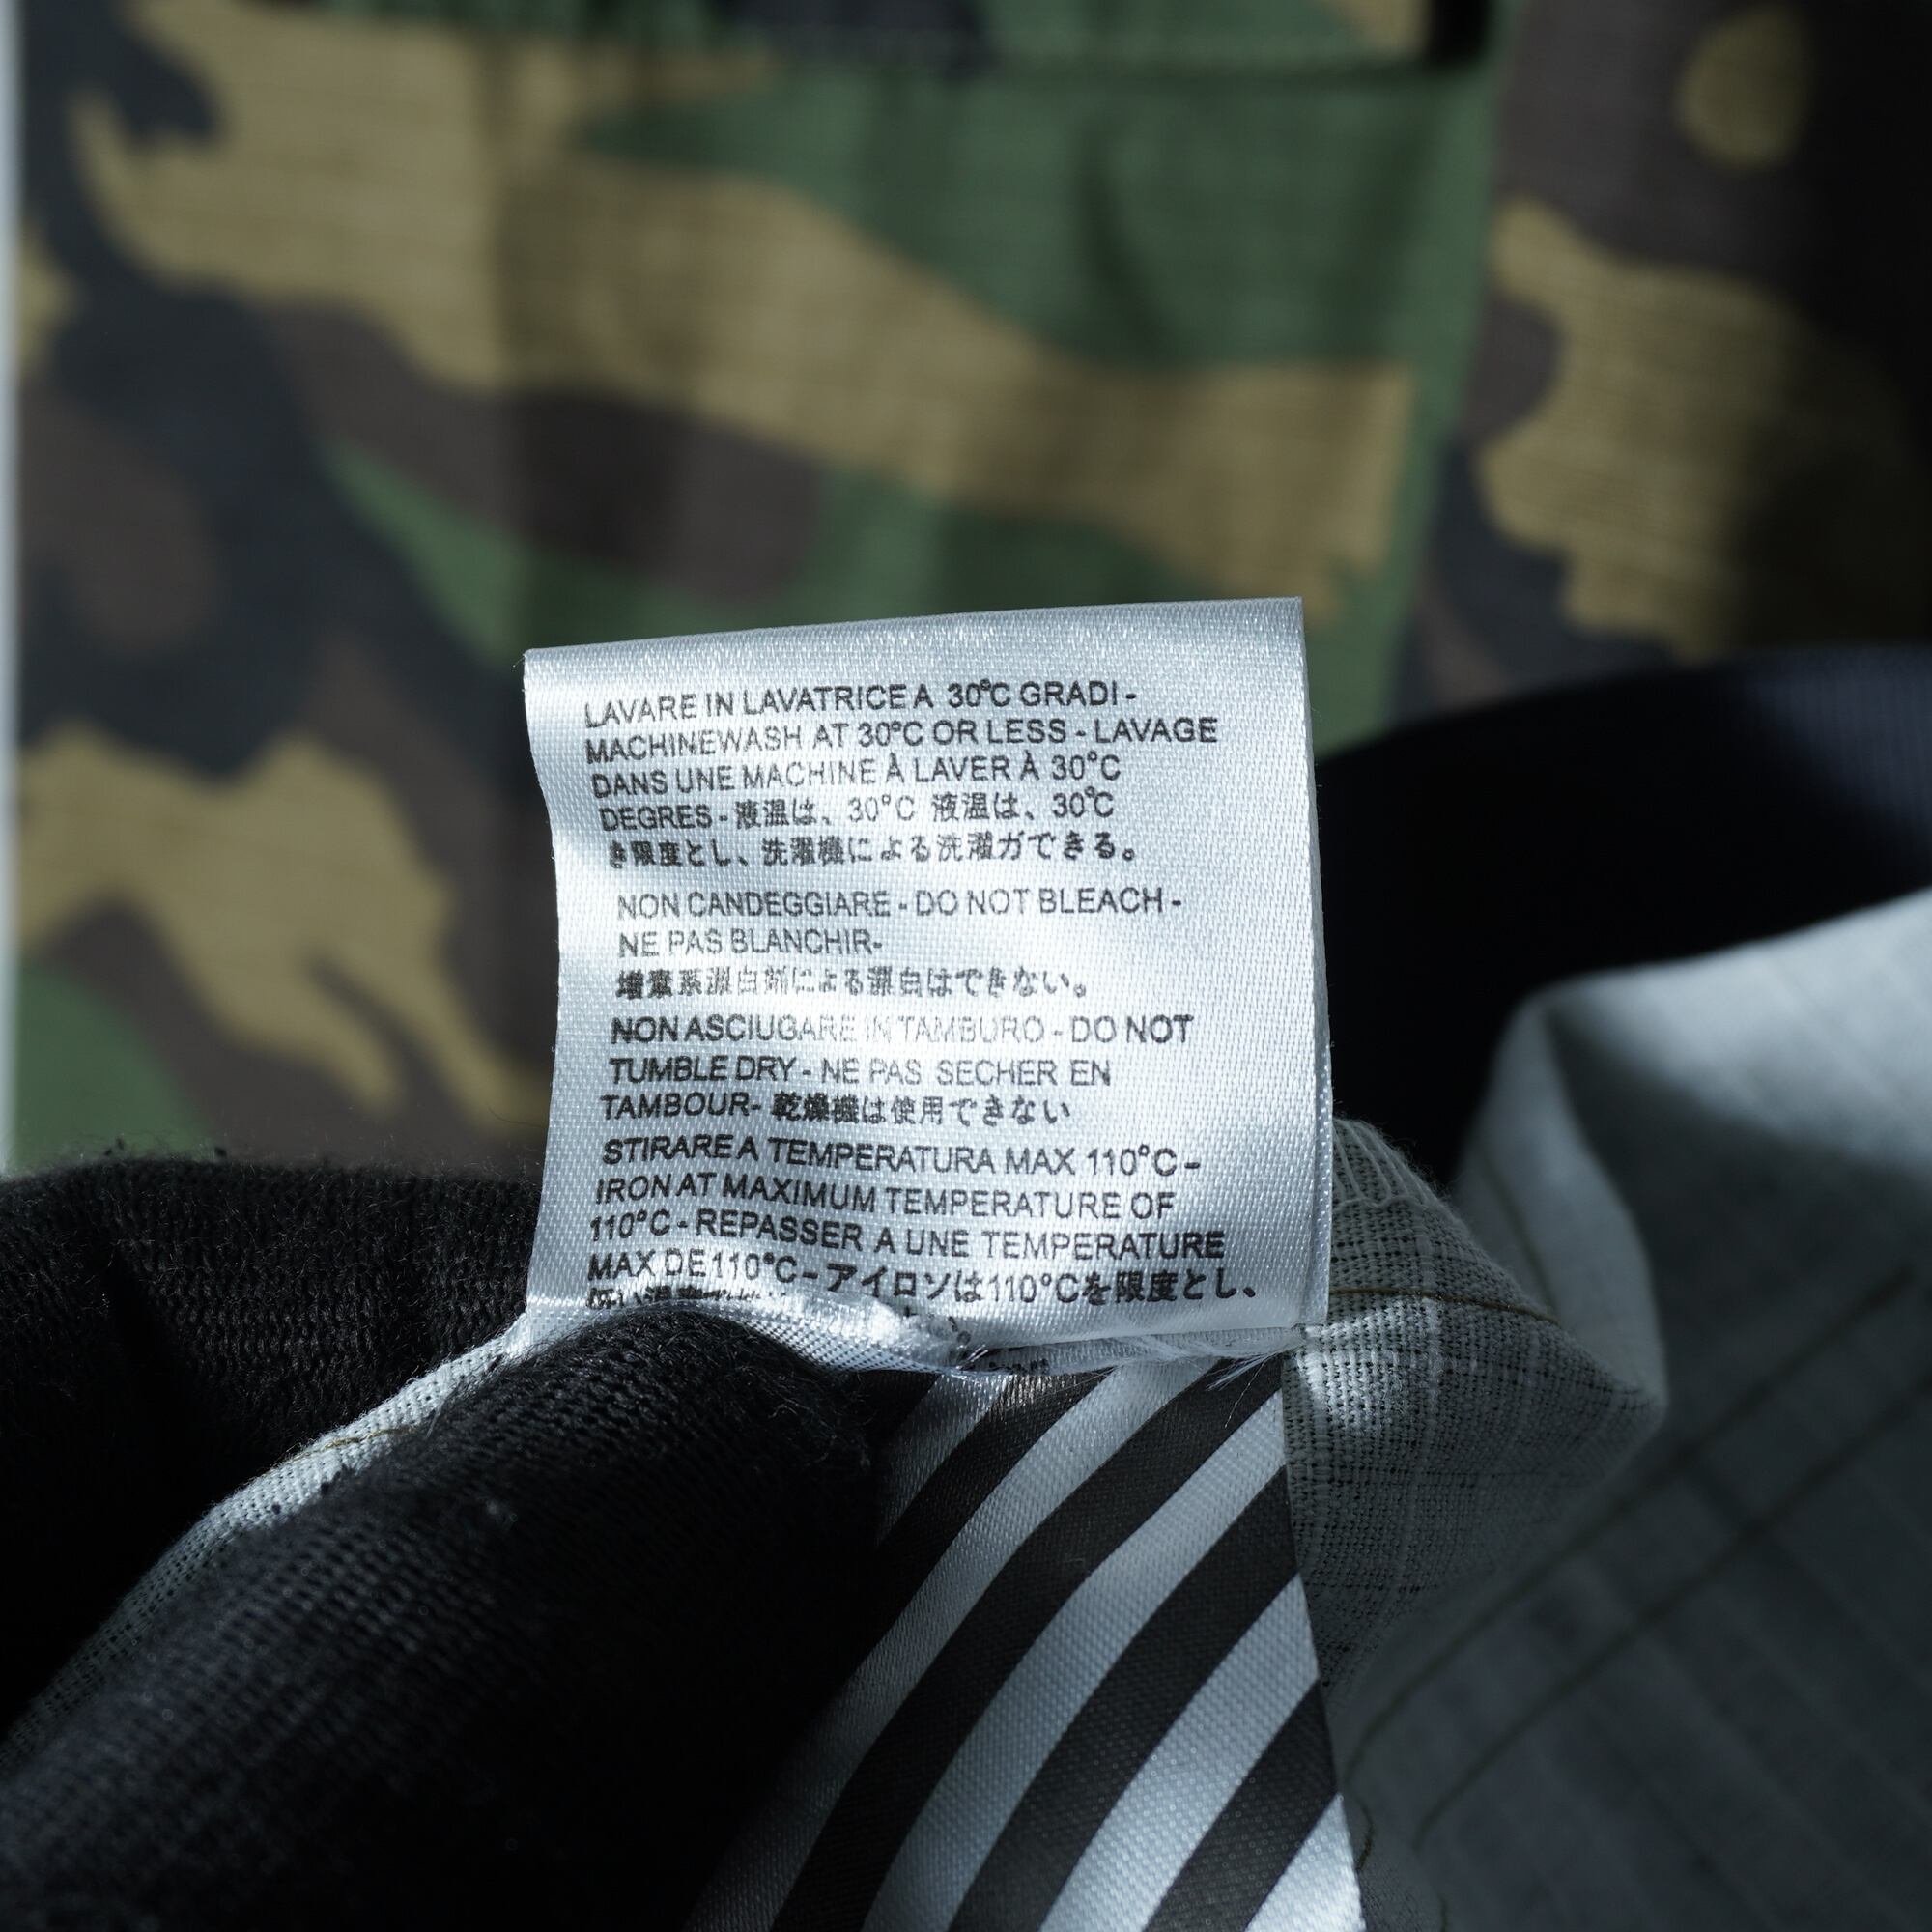 LAVARE IN LAVATRICE A 30°C GRADI -
MACHINEWASH AT 30°C OR LESS - LAVAGE
DANS UNE MACHINE À LAVER À 30°C
DEGRES - 液温は、30°C 液温は、30°C
き限度とし、洗濯機による洗濯ガできる。
NON CANDEGGIARE - DO NOT BLEACH -
NE PAS BLANCHIR-
による漂白はできない。
NON ASCIUGARE IN TAMBURO - DO NOT
TUMBLE DRY - NE PAS SECHER EN
TAMBOUR- 乾燥機は使用できない
STIRARE A TEMPERATURA MAX 110°C -
IRON AT MAXIMUM TEMPERATURE OF
110°C - REPASSER A UNE TEMPERATURE
MAX DE 110°C - アイロンは110°Cを限度とし、